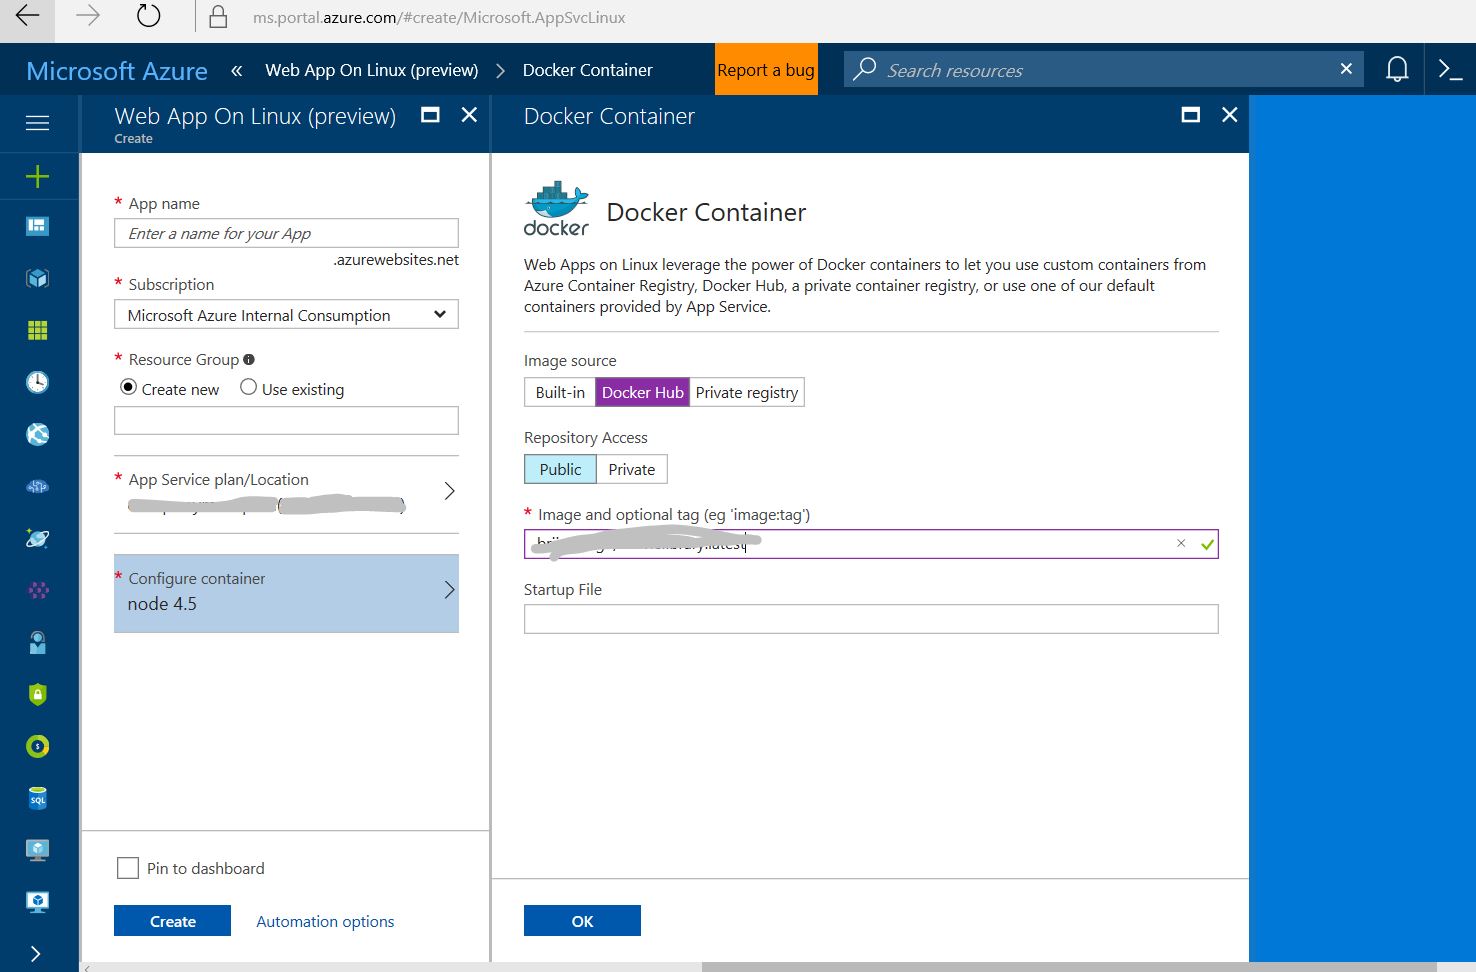 ms.portal.azure.com/#create/Microsoft.AppSvcLinux
Microsoft Azure « Web App On Linux (preview) > Docker Container
Report a bug
Search resources
Web App On Linux (preview)
Create
* App name
Enter a name for your App
.azurewebsites.net
* Subscription
Microsoft Azure Internal Consumption
* Resource Group
Create new
Use existing
* App Service plan/Location
* Configure container
node 4.5
Pin to dashboard
Create
Automation options
Docker Container
docker
Docker Container
Web Apps on Linux leverage the power of Docker containers to let you use custom containers from
Azure Container Registry, Docker Hub, a private container registry, or use one of our default
containers provided by App Service.
Image source
Built-in
Docker Hub
Private registry
Repository Access
Public
Private
* Image and optional tag (eg 'image:tag')
Startup File
OK
SQL